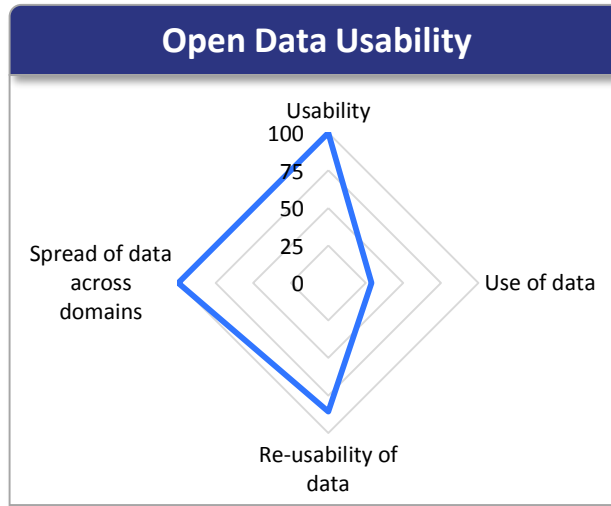 Open Data Usability
Usability
100
75
50
25
0
Spread of data
across
domains
Use of data
Re-usability of
data